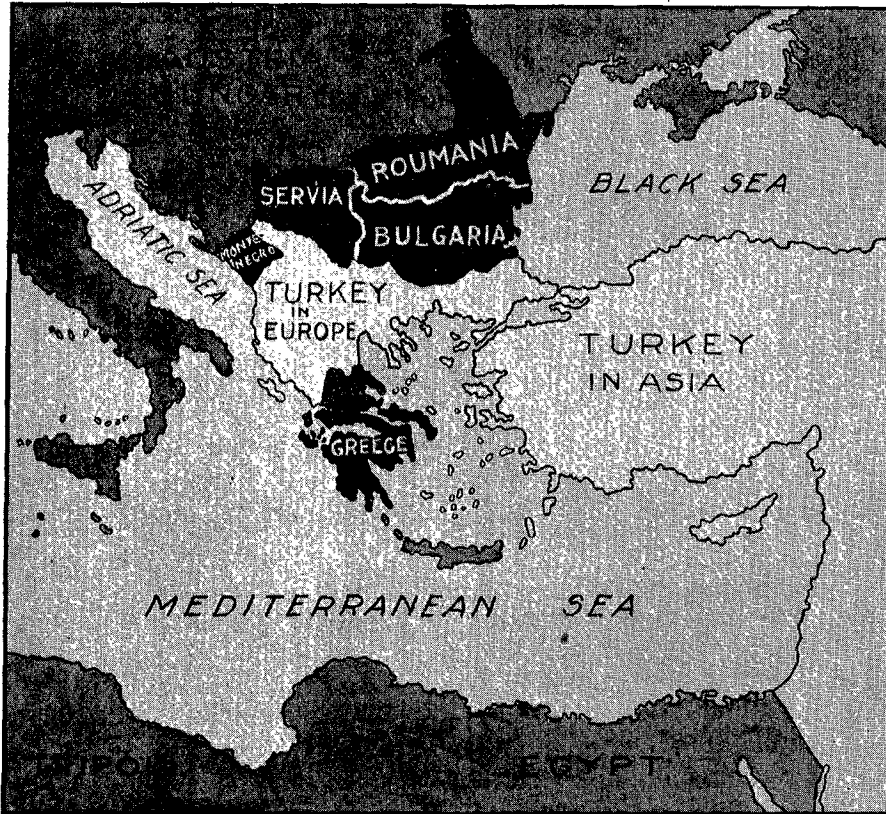 ROUMANIA
SERVIA
BLACK SEA
BULGARIA
ADRIATIC SEA
MONTE
NEGRO
TURKEY
IN
EUROPE
TURKEY
IN ASIA
GREECE
MEDITERRANEAN SEA
TRIPOLI
EGYPT